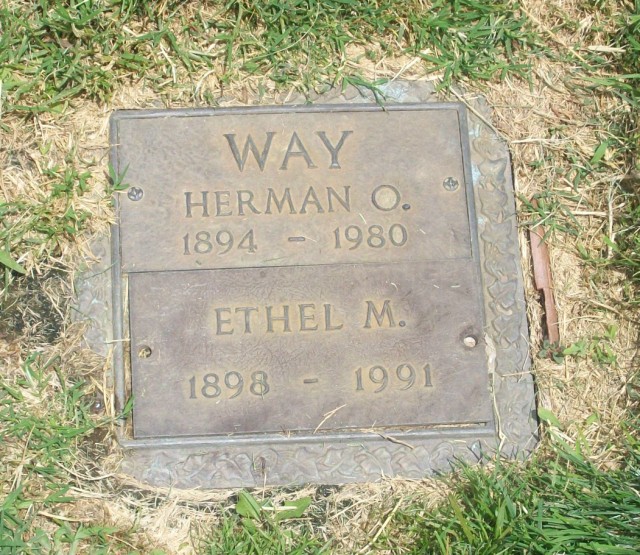 WAY
HERMAN O.
1894 - 1980
ETHEL M.
1898 - 1991